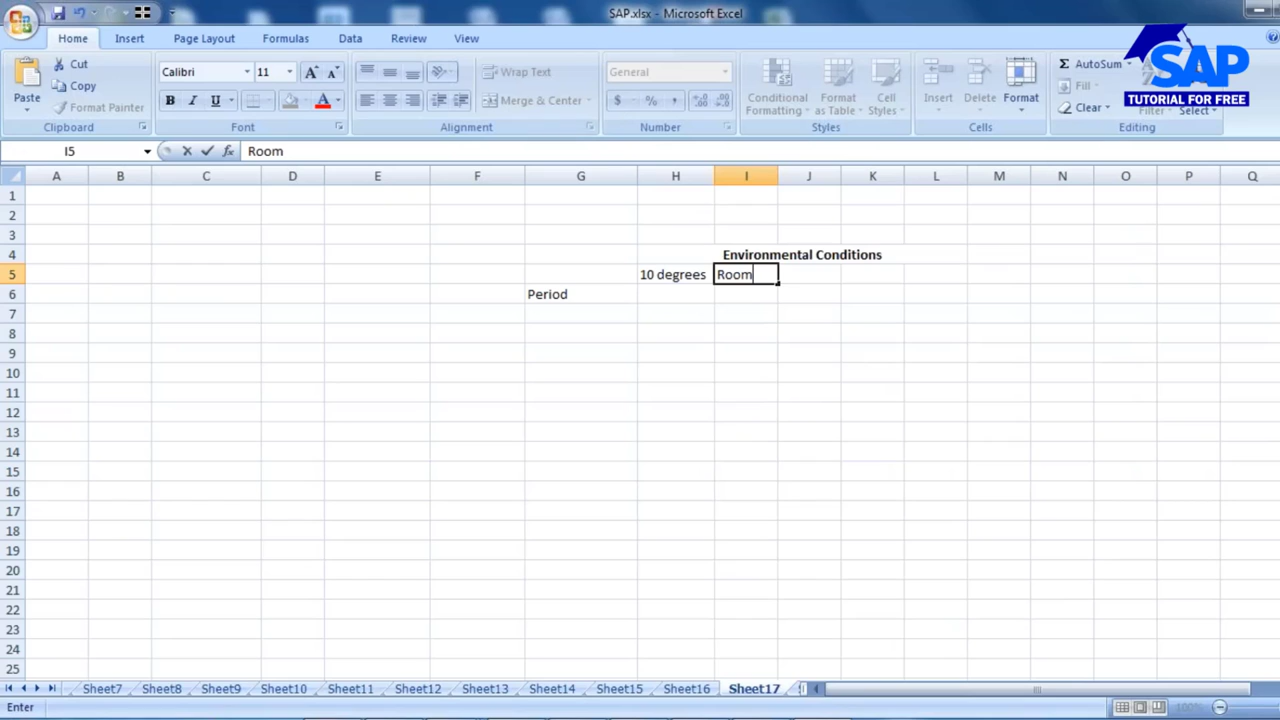 SAP.xlsx - Microsoft Excel
Home Insert Page Layout Formulas Data Review View
Paste
Cut
Copy
Format Painter
Clipboard
Calibri 11
B I U
Font
Wrap Text
Merge & Center
Alignment
General
$ % ,
Number
Conditional Formatting
Format as Table
Cell Styles
Styles
Insert
Delete
Format
Cells
AutoSum
Fill
Clear
Filter
Select
Editing
SAP
TUTORIAL FOR FREE
I5 fx Room
A B C D E F G H I J K L M N O P Q
1
2
3
4 Environmental Conditions
5 10 degrees Room
6 Period
7
8
9
10
11
12
13
14
15
16
17
18
19
20
21
22
23
24
25
Sheet7 Sheet8 Sheet9 Sheet10 Sheet11 Sheet12 Sheet13 Sheet14 Sheet15 Sheet16 Sheet17
Enter 100%